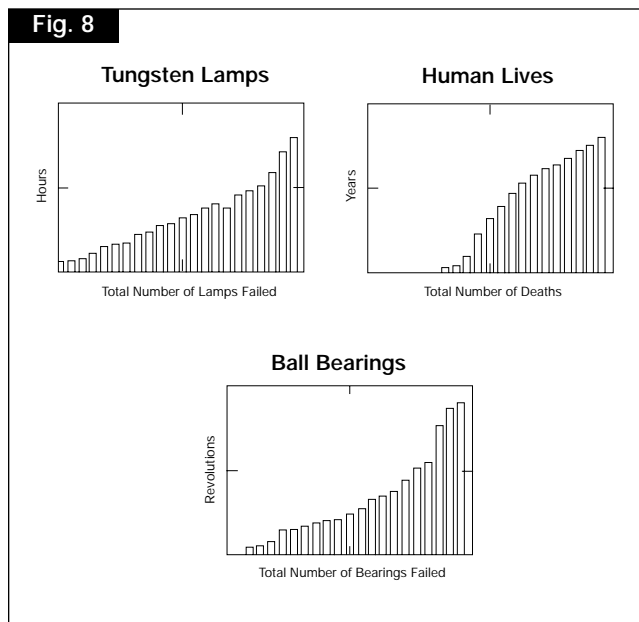 Fig. 8
Tungsten Lamps
Hours
Total Number of Lamps Failed
Human Lives
Years
Total Number of Deaths
Ball Bearings
Revolutions
Total Number of Bearings Failed